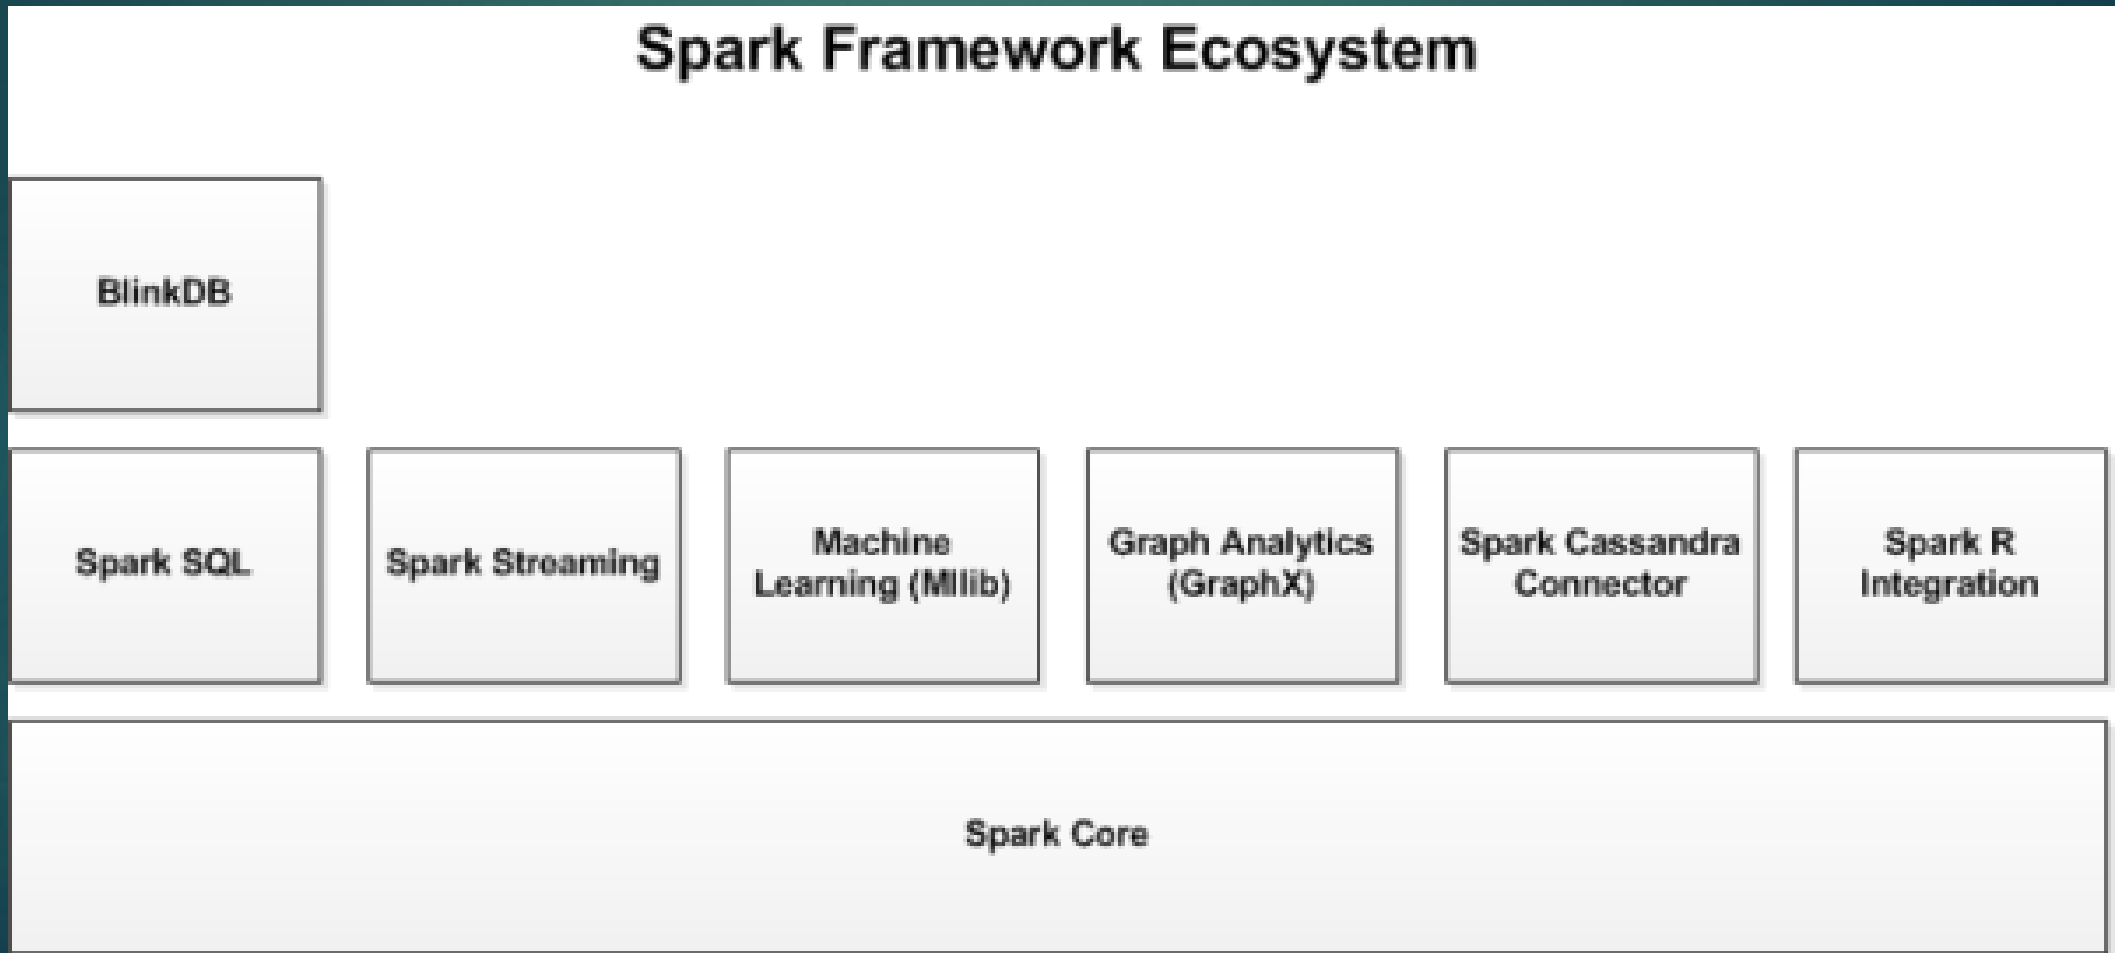 Spark Framework Ecosystem
BlinkDB
Spark SQL
Spark Streaming
Machine
Learning (MLlib)
Graph Analytics
(GraphX)
Spark Cassandra
Connector
Spark R
Integration
Spark Core